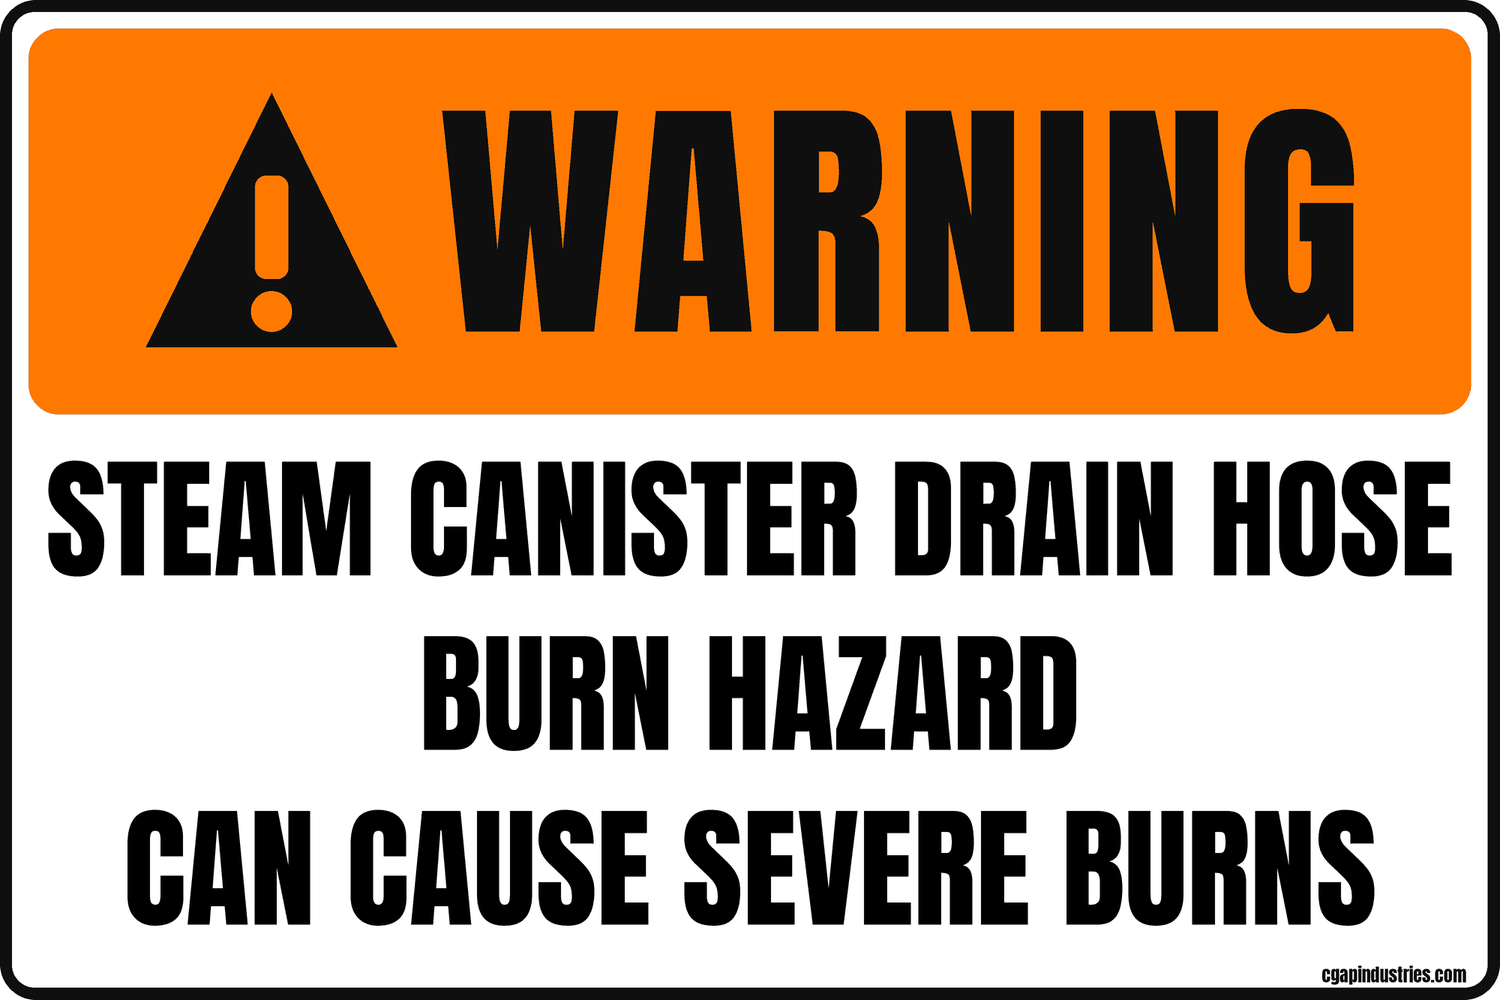 WARNING
STEAM CANISTER DRAIN HOSE
BURN HAZARD
CAN CAUSE SEVERE BURNS
cgapindustries.com